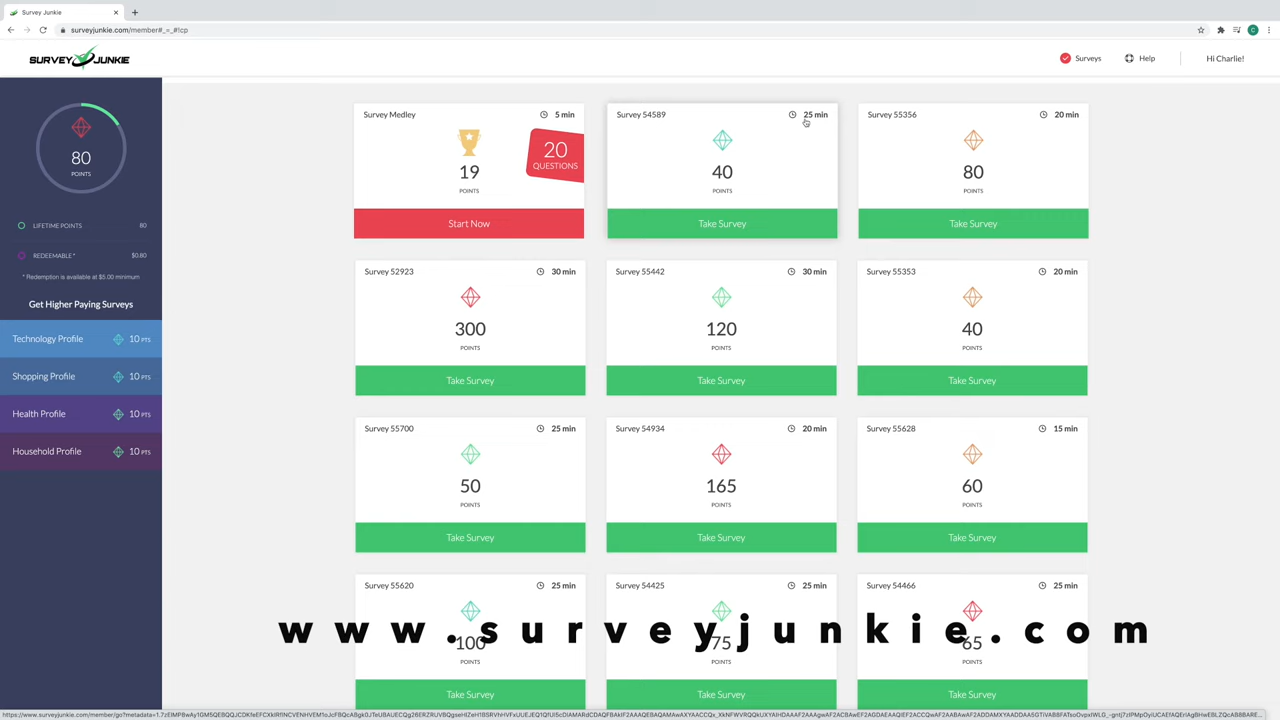 Survey Junkie
surveyjunkie.com/member#_=_#!cp
SURVEY JUNKIE
Surveys
Help
Hi Charlie!
80
POINTS
LIFETIME POINTS 80
REDEEMABLE* $0.80
* Redemption is available at $5.00 minimum
Get Higher Paying Surveys
Technology Profile 10 PTS
Shopping Profile 10 PTS
Health Profile 10 PTS
Household Profile 10 PTS
Survey Medley 5 min
20
QUESTIONS
19
POINTS
Start Now
Survey 54589 25 min
40
POINTS
Take Survey
Survey 55356 20 min
80
POINTS
Take Survey
Survey 52923 30 min
300
POINTS
Take Survey
Survey 55442 30 min
120
POINTS
Take Survey
Survey 55353 20 min
40
POINTS
Take Survey
Survey 55700 25 min
50
POINTS
Take Survey
Survey 54934 20 min
165
POINTS
Take Survey
Survey 55628 15 min
60
POINTS
Take Survey
Survey 55620 25 min
100
POINTS
Take Survey
Survey 54425 25 min
75
POINTS
Take Survey
Survey 54466 25 min
65
POINTS
Take Survey
www.surveyjunkie.com